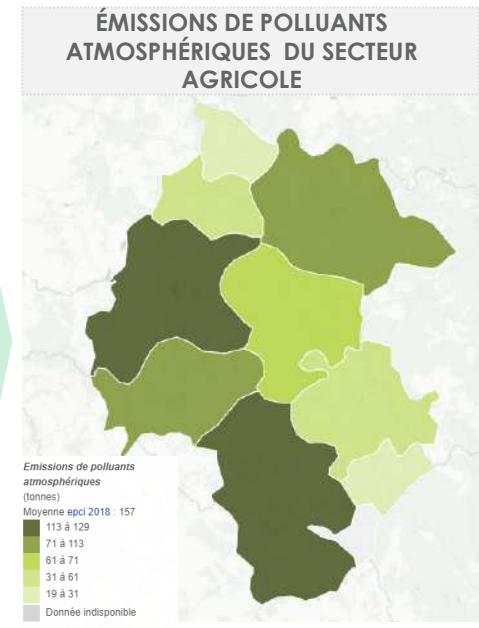 ÉMISSIONS DE POLLUANTS
ATMOSPHÉRIQUES DU SECTEUR
AGRICOLE
Emissions de polluants
atmosphériques
(tonnes)
Moyenne epci 2018 : 157
113 à 129
71 à 113
61 à 71
31 à 61
19 à 31
Donnée indisponible